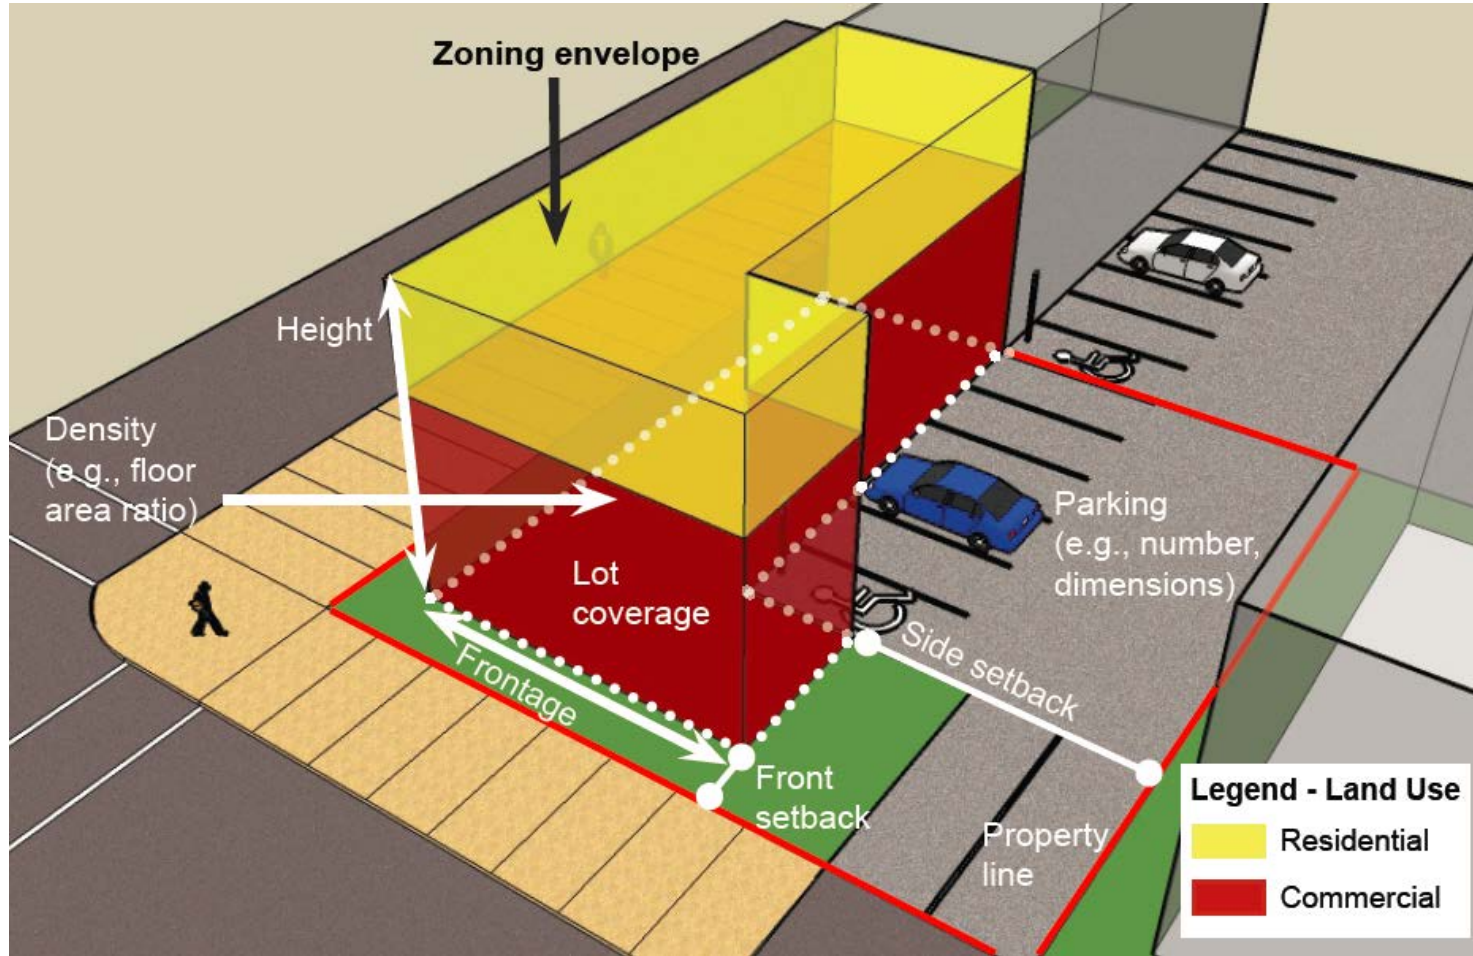 Zoning envelope
Height
Density
(e.g., floor
area ratio)
Lot
coverage
Parking
(e.g., number,
dimensions)
Side setback
Frontage
Front
setback
Property
line
Legend - Land Use
Residential
Commercial